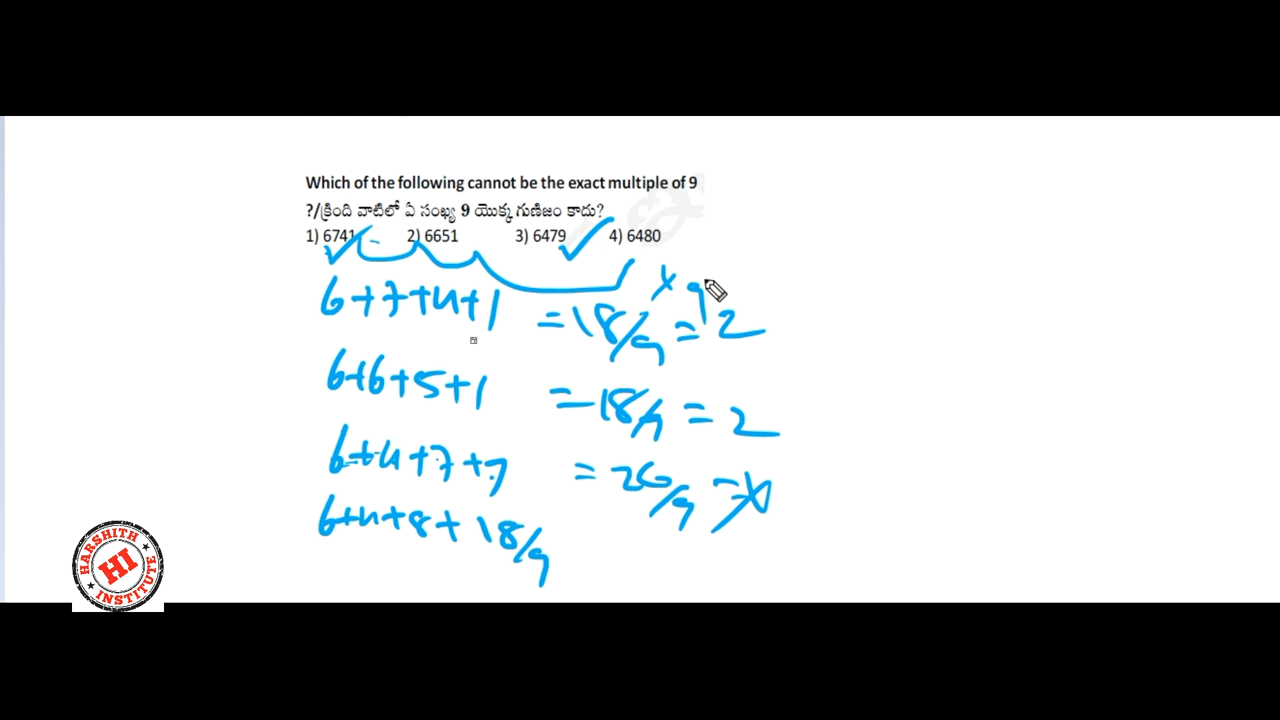 Which of the following cannot be the exact multiple of 9
?/క్రింది వాటిలో ఏ సంఖ్య 9 యొక్క గుణిజం కాదు?
1) 6741 2) 6651 3) 6479 4) 6480
x 9
6+7+4+1 = 18/9 = 2
6+6+5+1 = 18/9 = 2
6+4+7+9 = 26/9 = x
6+4+8+ 18/9
HARSHITH
HI
INSTITUTE